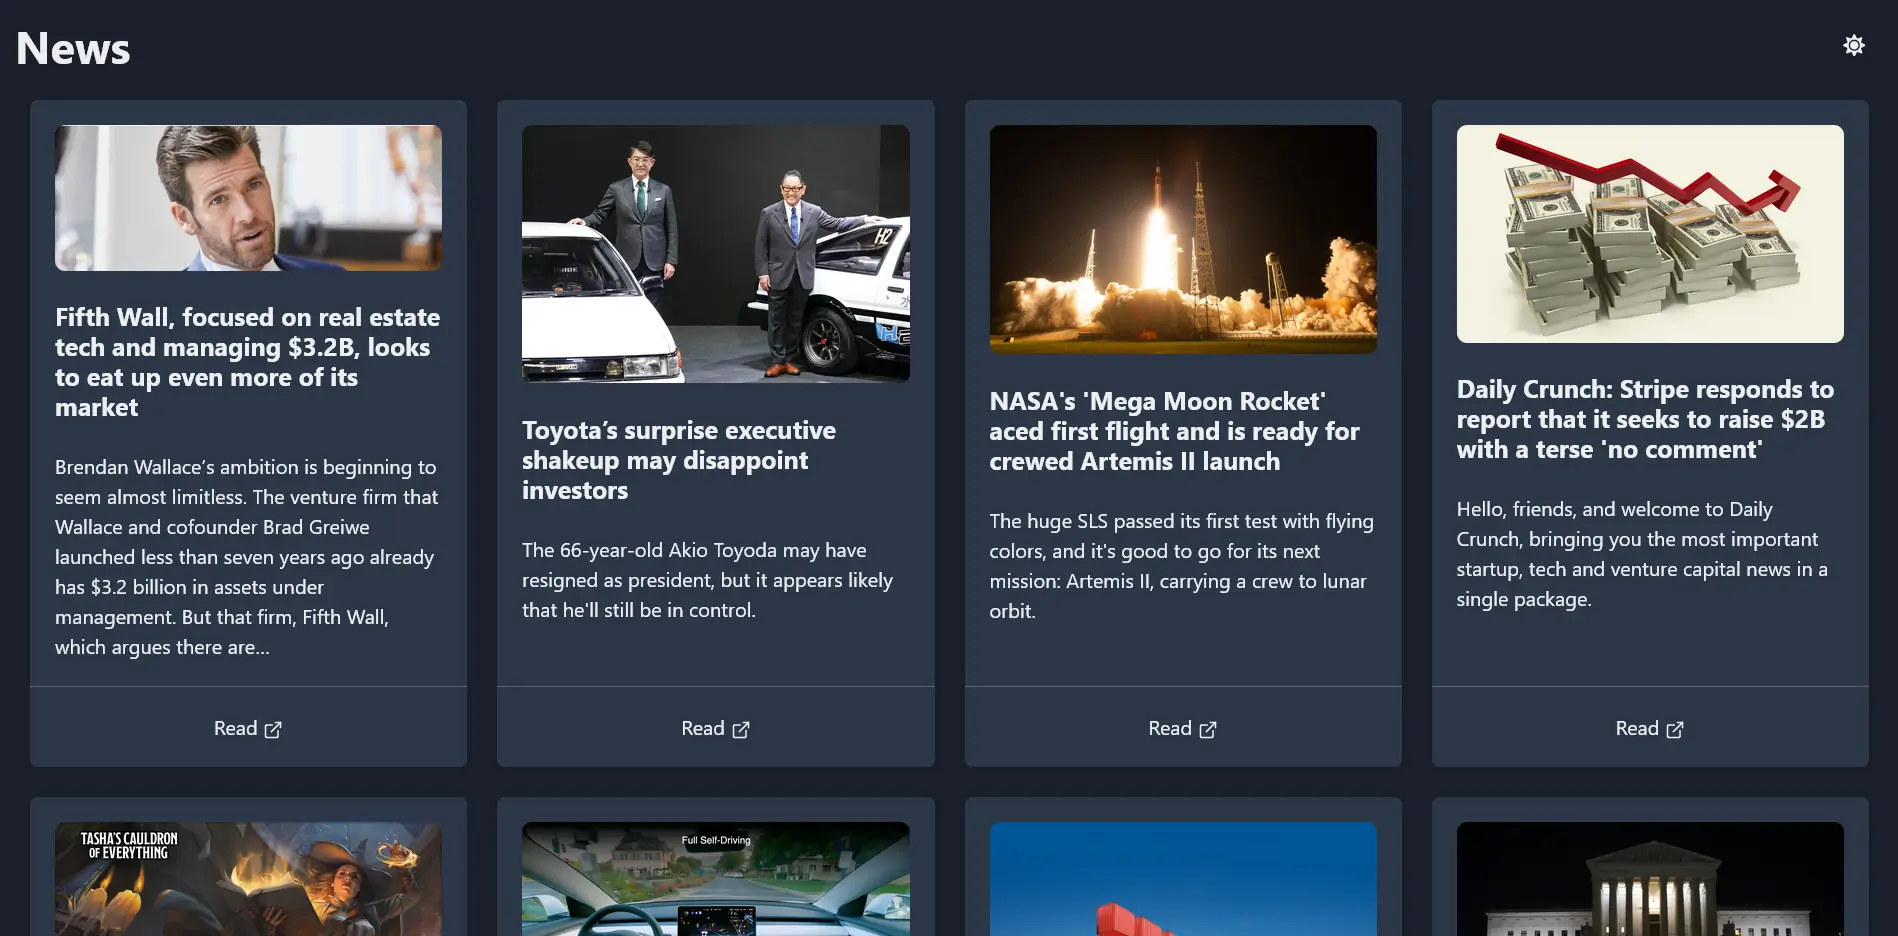 News
Fifth Wall, focused on real estate
tech and managing $3.2B, looks
to eat up even more of its
market
Brendan Wallace’s ambition is beginning to
seem almost limitless. The venture firm that
Wallace and cofounder Brad Greiwe
launched less than seven years ago already
has $3.2 billion in assets under
management. But that firm, Fifth Wall,
which argues there are...
Read
H2
Toyota’s surprise executive
shakeup may disappoint
investors
The 66-year-old Akio Toyoda may have
resigned as president, but it appears likely
that he'll still be in control.
Read
NASA's 'Mega Moon Rocket'
aced first flight and is ready for
crewed Artemis II launch
The huge SLS passed its first test with flying
colors, and it's good to go for its next
mission: Artemis II, carrying a crew to lunar
orbit.
Read
Daily Crunch: Stripe responds to
report that it seeks to raise $2B
with a terse 'no comment'
Hello, friends, and welcome to Daily
Crunch, bringing you the most important
startup, tech and venture capital news in a
single package.
Read
TASHA'S CAULDRON
OF EVERYTHING
Full Self-Driving